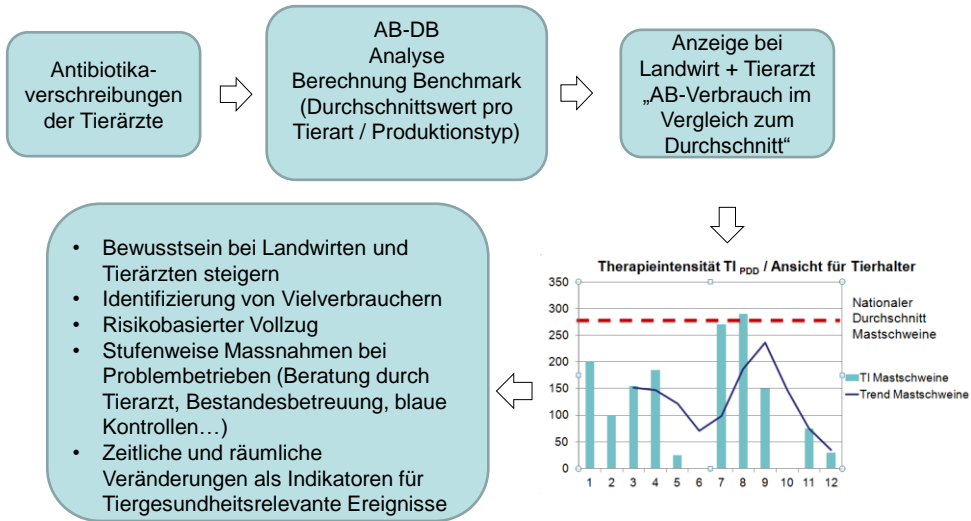 Antibiotika-
verschreibungen
der Tierärzte
AB-DB
Analyse
Berechnung Benchmark
(Durchschnittswert pro
Tierart / Produktionstyp)
Anzeige bei
Landwirt + Tierarzt
„AB-Verbrauch im
Vergleich zum
Durchschnitt“
Therapieintensität TI PDD / Ansicht für Tierhalter
350
300
250
200
150
100
50
0
1 2 3 4 5 6 7 8 9 10 11 12
Nationaler
Durchschnitt
Mastschweine
TI Mastschweine
Trend Mastschweine
• Bewusstsein bei Landwirten und
Tierärzten steigern
• Identifizierung von Vielverbrauchern
• Risikobasierter Vollzug
• Stufenweise Massnahmen bei
Problembetrieben (Beratung durch
Tierarzt, Bestandesbetreuung, blaue
Kontrollen…)
• Zeitliche und räumliche
Veränderungen als Indikatoren für
Tiergesundheitsrelevante Ereignisse